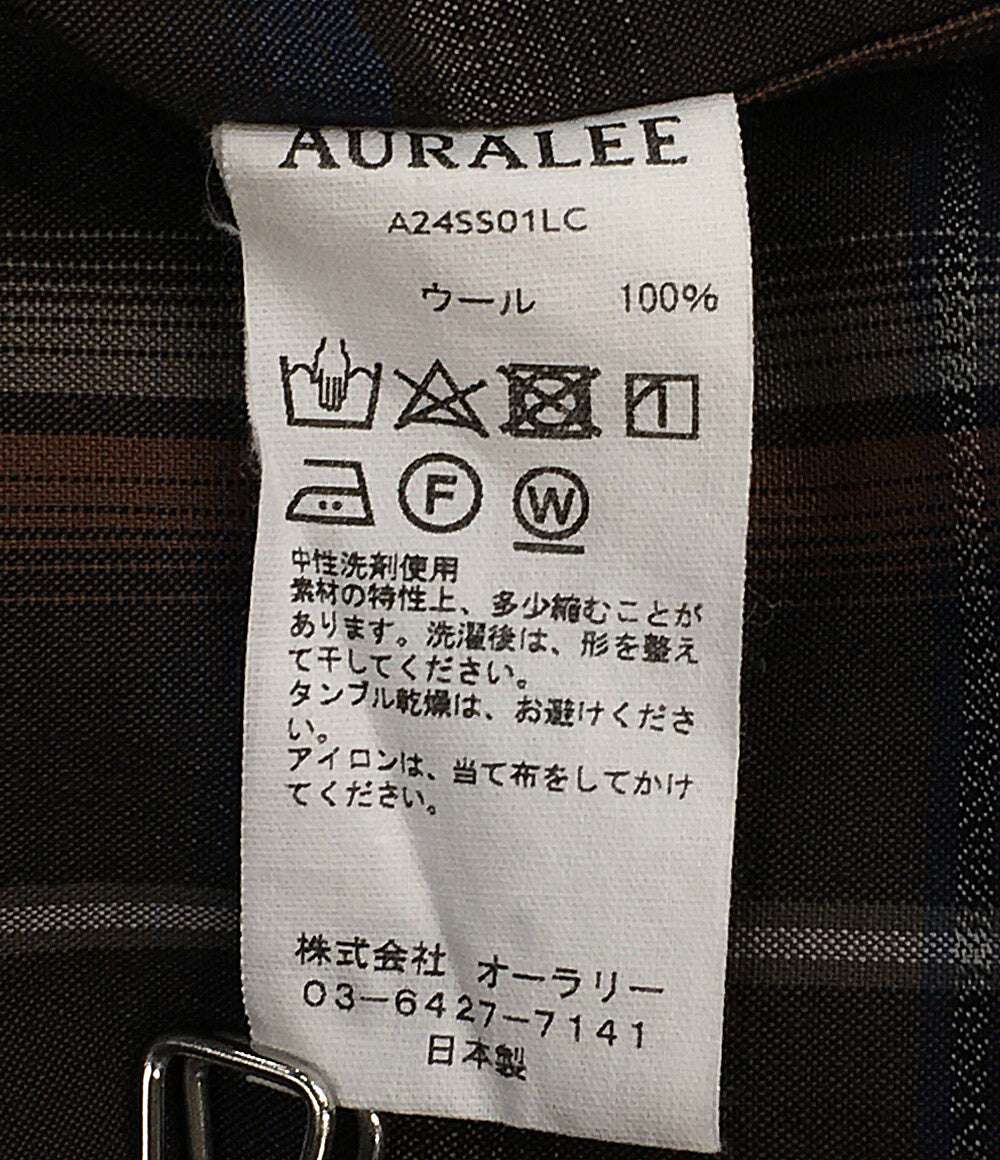 AURALEE
A24SS01LC
ウール 100%
F W
中性洗剤使用
素材の特性上、多少縮むことが
あります。洗濯後は、形を整え
て干してください。
タンブル乾燥は、お避けくださ
い。
アイロンは、当て布をしてかけ
てください。
株式会社 オーラリー
03-6427-7141
日本製